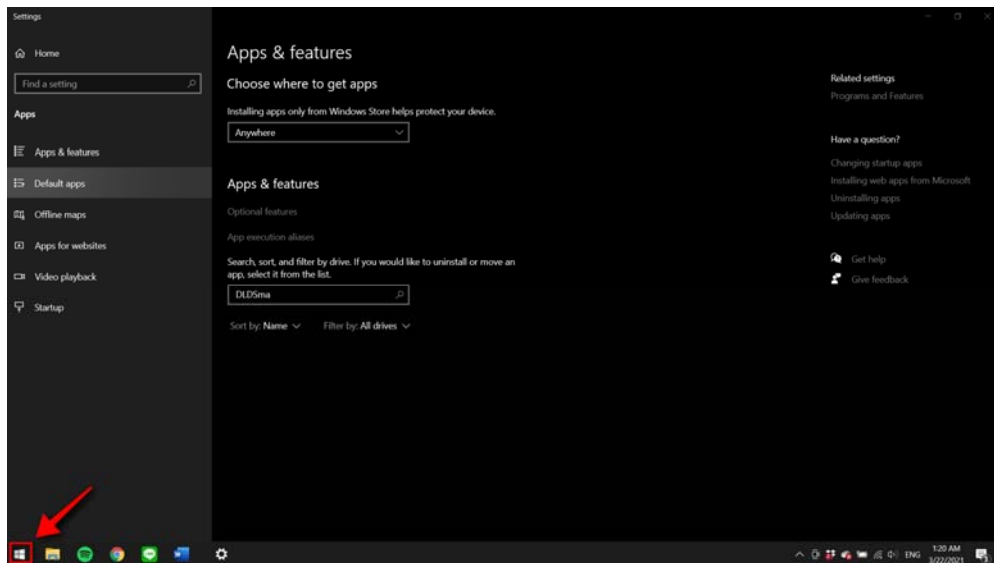 Settings
Home
Find a setting
Apps
Apps & features
Default apps
Offline maps
Apps for websites
Video playback
Startup
Apps & features
Choose where to get apps
Installing apps only from Windows Store helps protect your device.
Anywhere
Apps & features
Optional features
App execution aliases
Search, sort, and filter by drive. If you would like to uninstall or move an
app, select it from the list.
DLDSma
Sort by: Name
Filter by: All drives
Related settings
Programs and Features
Have a question?
Changing startup apps
Installing web apps from Microsoft
Uninstalling apps
Updating apps
Get help
Give feedback
ENG
1:20 AM
3/22/2021